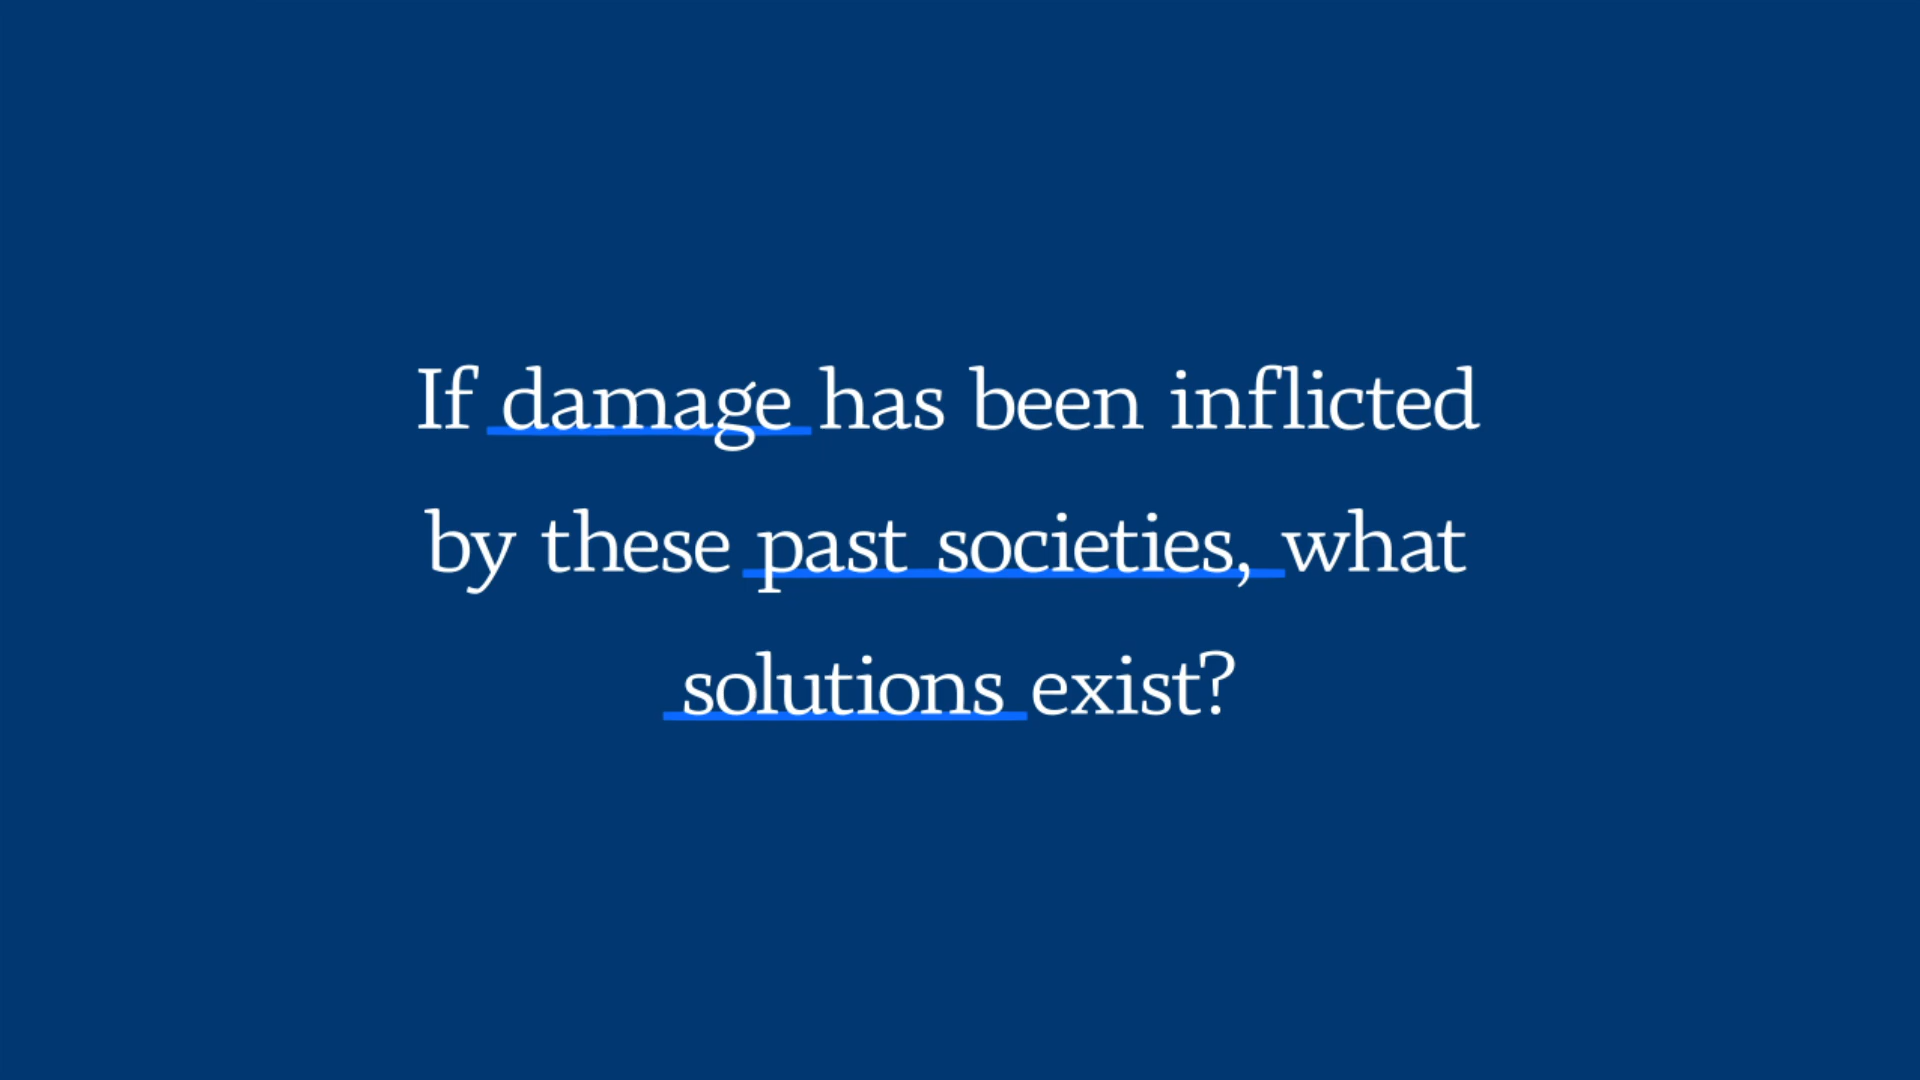 If damage has been inflicted
by these past societies, what
solutions exist?